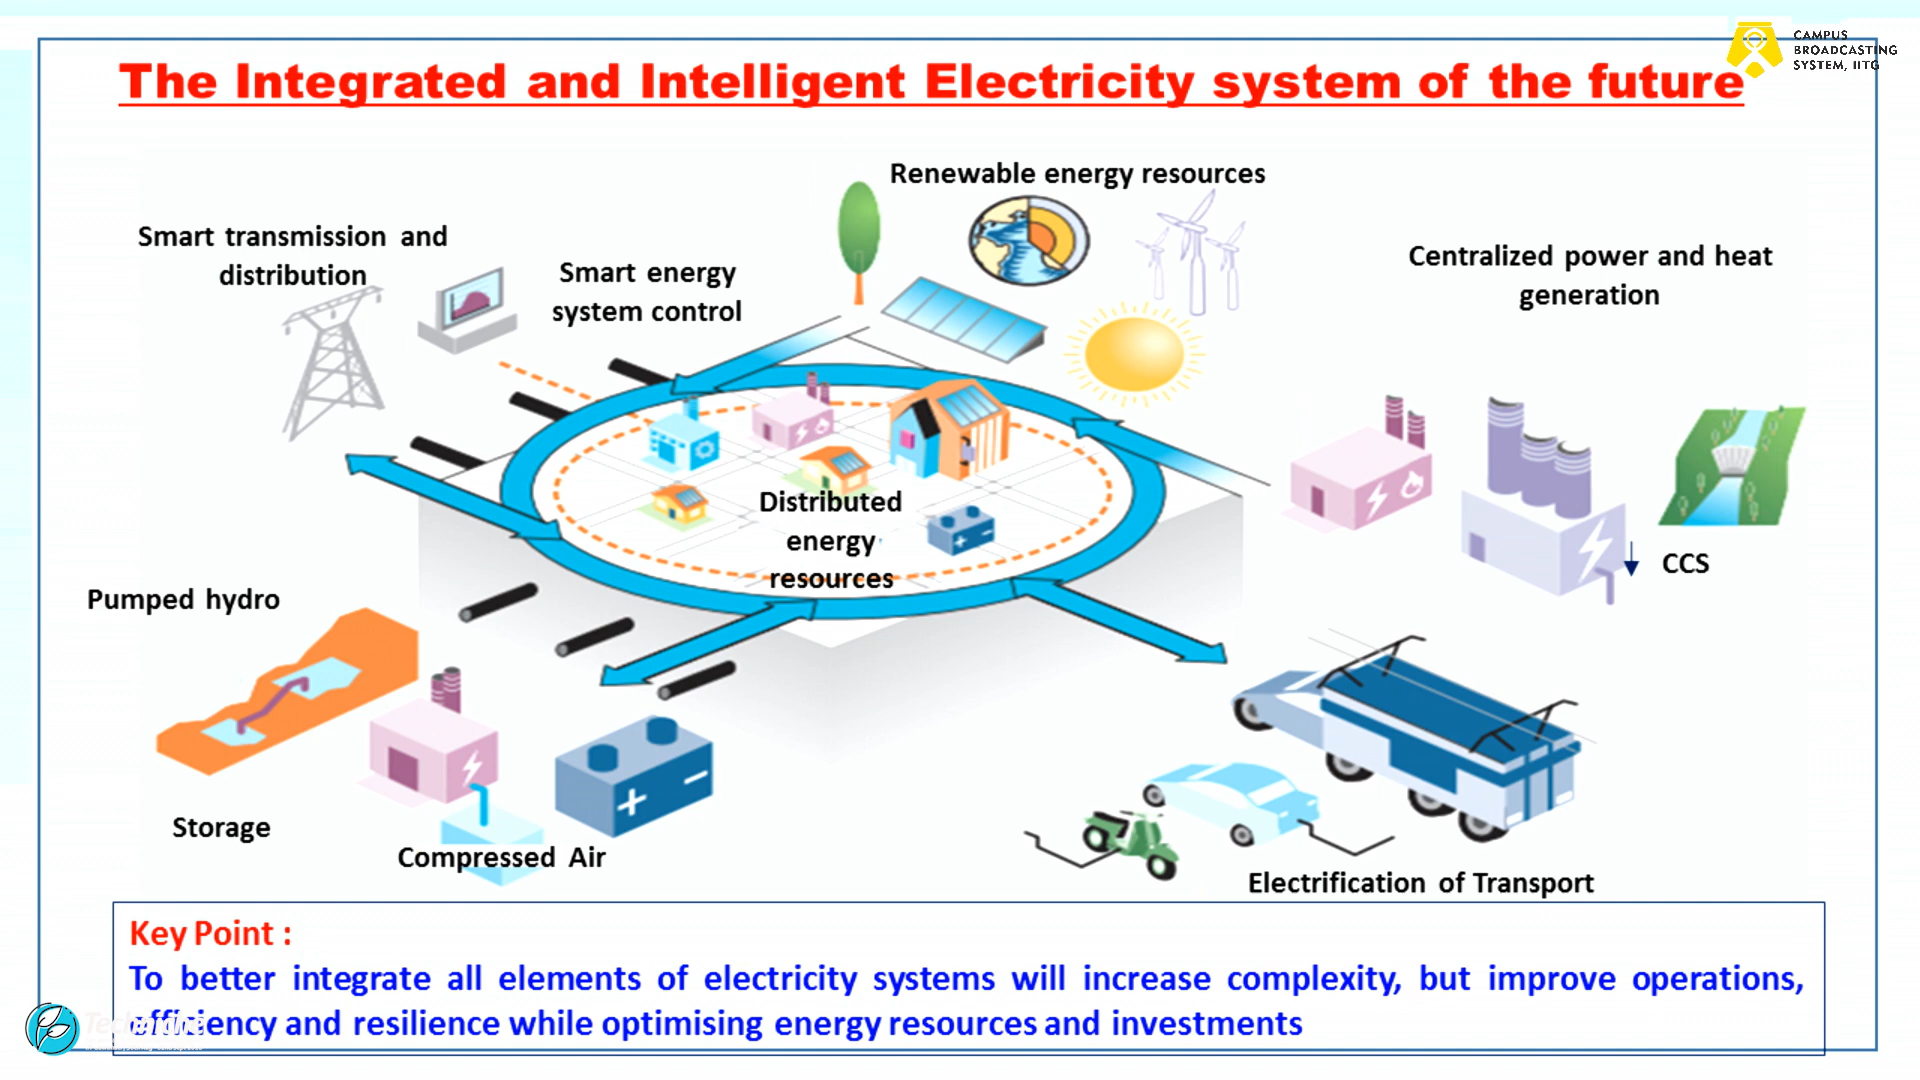 CAMPUS
BROADCASTING
SYSTEM, IITG
The Integrated and Intelligent Electricity system of the future
Renewable energy resources
Smart transmission and
distribution
Smart energy
system control
Centralized power and heat
generation
Distributed
energy
resources
CCS
Pumped hydro
Storage
Compressed Air
Electrification of Transport
Key Point :
To better integrate all elements of electricity systems will increase complexity, but improve operations,
efficiency and resilience while optimising energy resources and investments